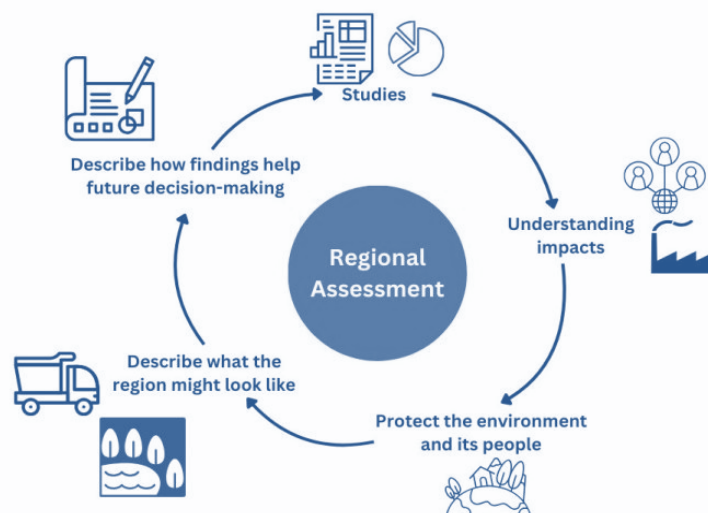 Studies
Understanding
impacts
Protect the environment
and its people
Describe what the
region might look like
Describe how findings help
future decision-making
Regional
Assessment